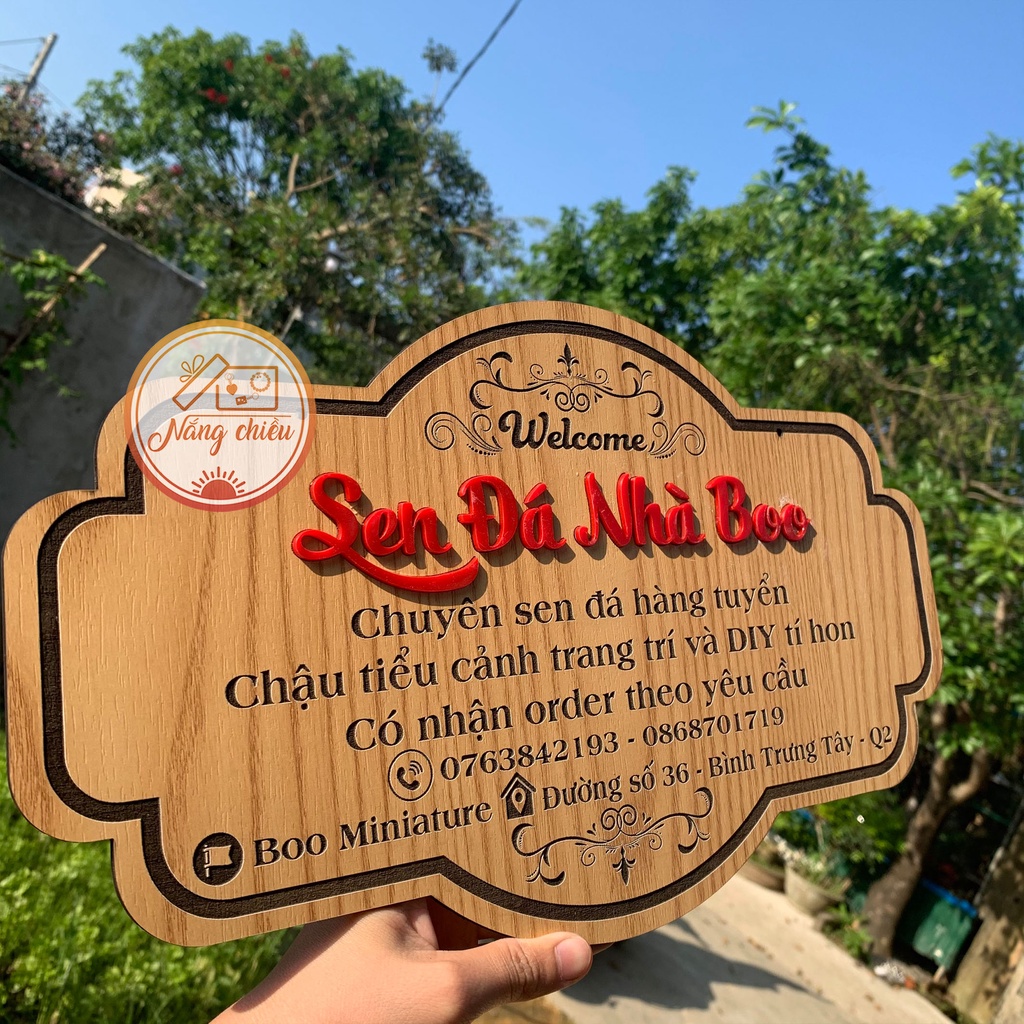 Nắng chiều
Welcome
Sen Đá Nhà Boo
Chuyên sen đá hàng tuyển
Chậu tiểu cảnh trang trí và DIY tí hon
Có nhận order theo yêu cầu
0763842193 - 0868701719
Boo Miniature Đường số 36 - Bình Trưng Tây - Q2